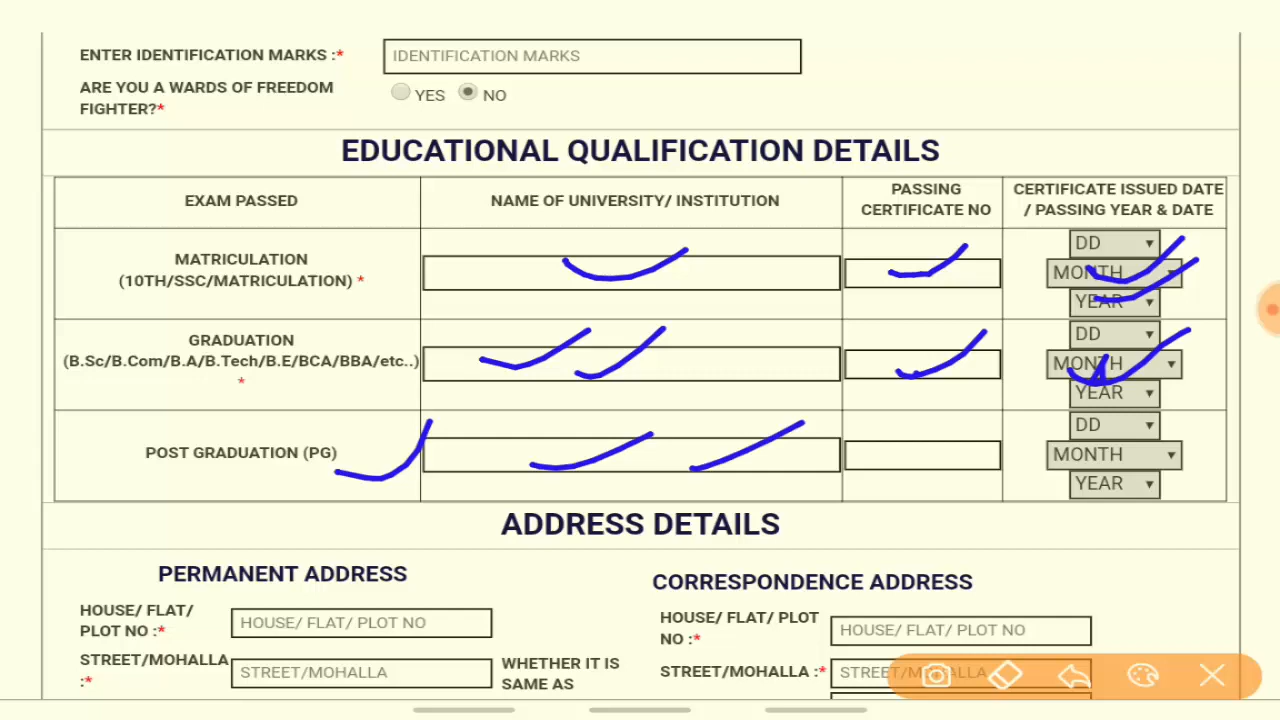 ENTER IDENTIFICATION MARKS :* IDENTIFICATION MARKS
ARE YOU A WARDS OF FREEDOM
FIGHTER?* YES NO
EDUCATIONAL QUALIFICATION DETAILS
EXAM PASSED
NAME OF UNIVERSITY/ INSTITUTION
PASSING
CERTIFICATE NO
CERTIFICATE ISSUED DATE
/ PASSING YEAR & DATE
MATRICULATION
(10TH/SSC/MATRICULATION) *
DD
MONTH
YEAR
GRADUATION
(B.Sc/B.Com/B.A/B.Tech/B.E/BCA/BBA/etc..)
*
DD
MONTH
YEAR
POST GRADUATION (PG)
DD
MONTH
YEAR
ADDRESS DETAILS
PERMANENT ADDRESS
HOUSE/ FLAT/
PLOT NO :*
HOUSE/ FLAT/ PLOT NO
STREET/MOHALLA
:*
STREET/MOHALLA
WHETHER IT IS
SAME AS
CORRESPONDENCE ADDRESS
HOUSE/ FLAT/ PLOT
NO :*
HOUSE/ FLAT/ PLOT NO
STREET/MOHALLA :*
STREET/MOHALLA